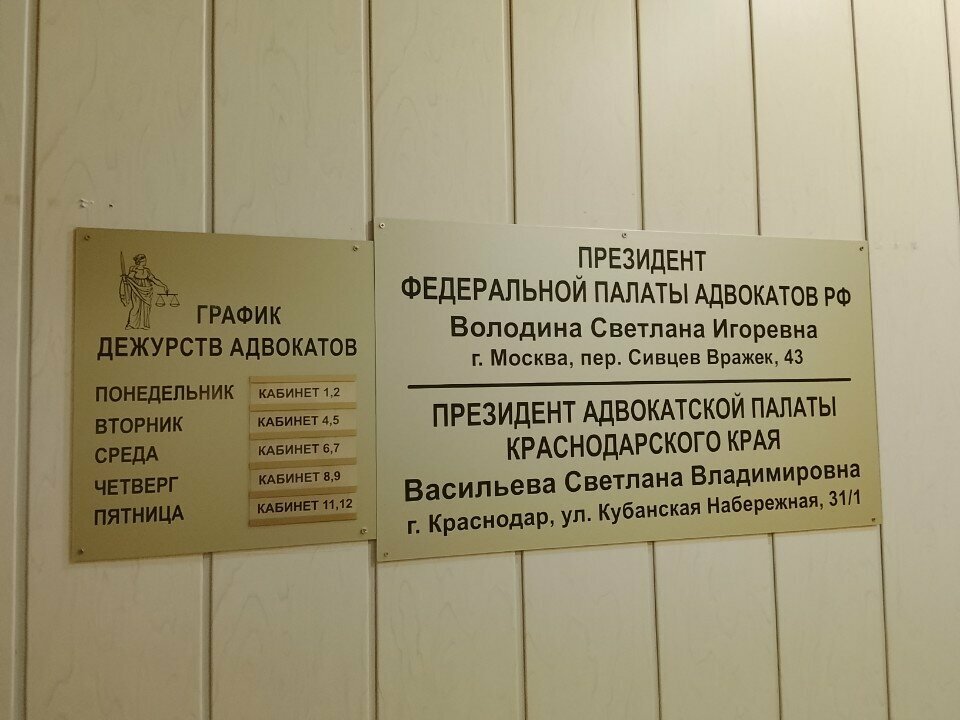 ГРАФИК
ДЕЖУРСТВ АДВОКАТОВ
ПОНЕДЕЛЬНИК КАБИНЕТ 1,2
ВТОРНИК КАБИНЕТ 4,5
СРЕДА КАБИНЕТ 6,7
ЧЕТВЕРГ КАБИНЕТ 8,9
ПЯТНИЦА КАБИНЕТ 11,12
ПРЕЗИДЕНТ
ФЕДЕРАЛЬНОЙ ПАЛАТЫ АДВОКАТОВ РФ
Володина Светлана Игоревна
г. Москва, пер. Сивцев Вражек, 43
ПРЕЗИДЕНТ АДВОКАТСКОЙ ПАЛАТЫ
КРАСНОДАРСКОГО КРАЯ
Васильева Светлана Владимировна
г. Краснодар, ул. Кубанская Набережная, 31/1